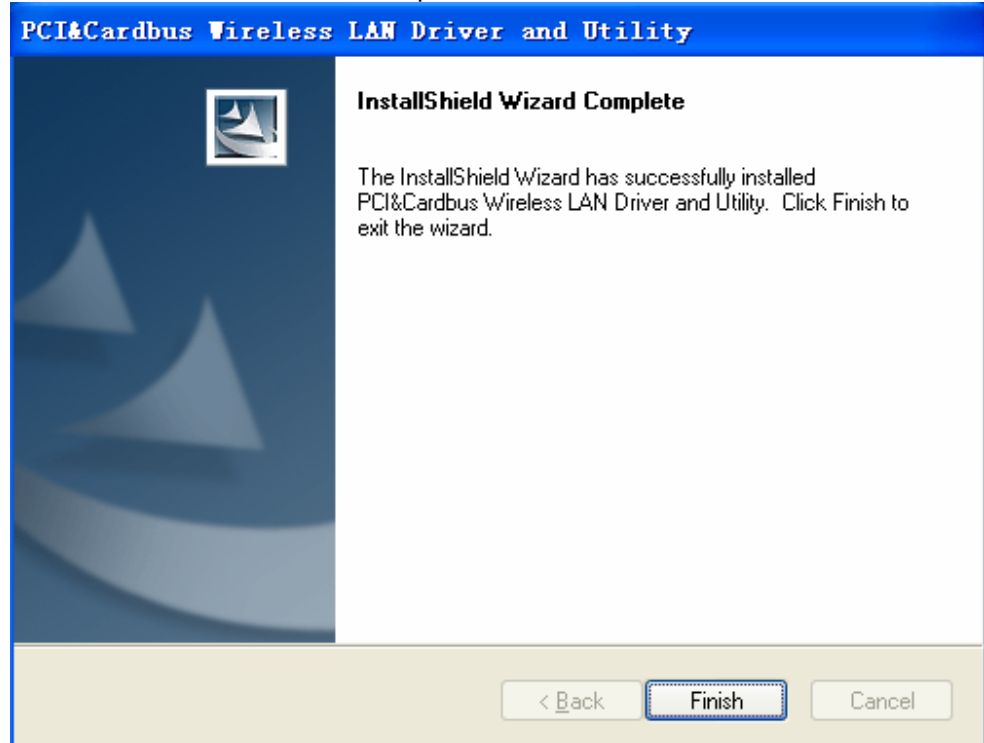 PCI&Cardbus Wireless LAN Driver and Utility
InstallShield Wizard Complete
The InstallShield Wizard has successfully installed
PCI&Cardbus Wireless LAN Driver and Utility.  Click Finish to
exit the wizard.
< Back Finish Cancel